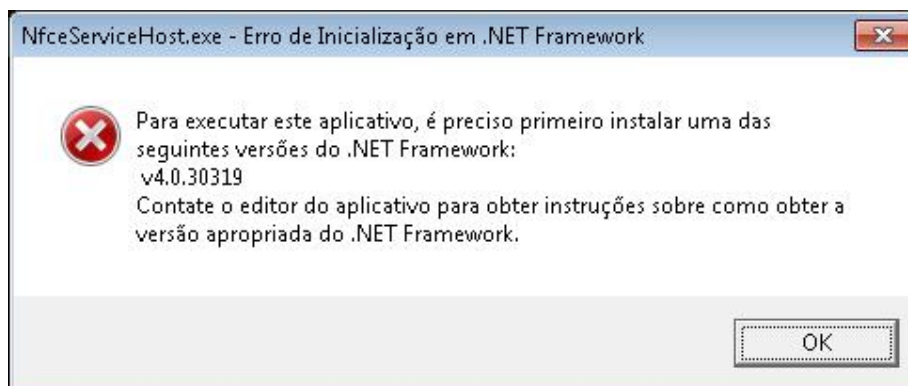 NfceServiceHost.exe - Erro de Inicialização em .NET Framework
Para executar este aplicativo, é preciso primeiro instalar uma das
seguintes versões do .NET Framework:
v4.0.30319
Contate o editor do aplicativo para obter instruções sobre como obter a
versão apropriada do .NET Framework.
OK